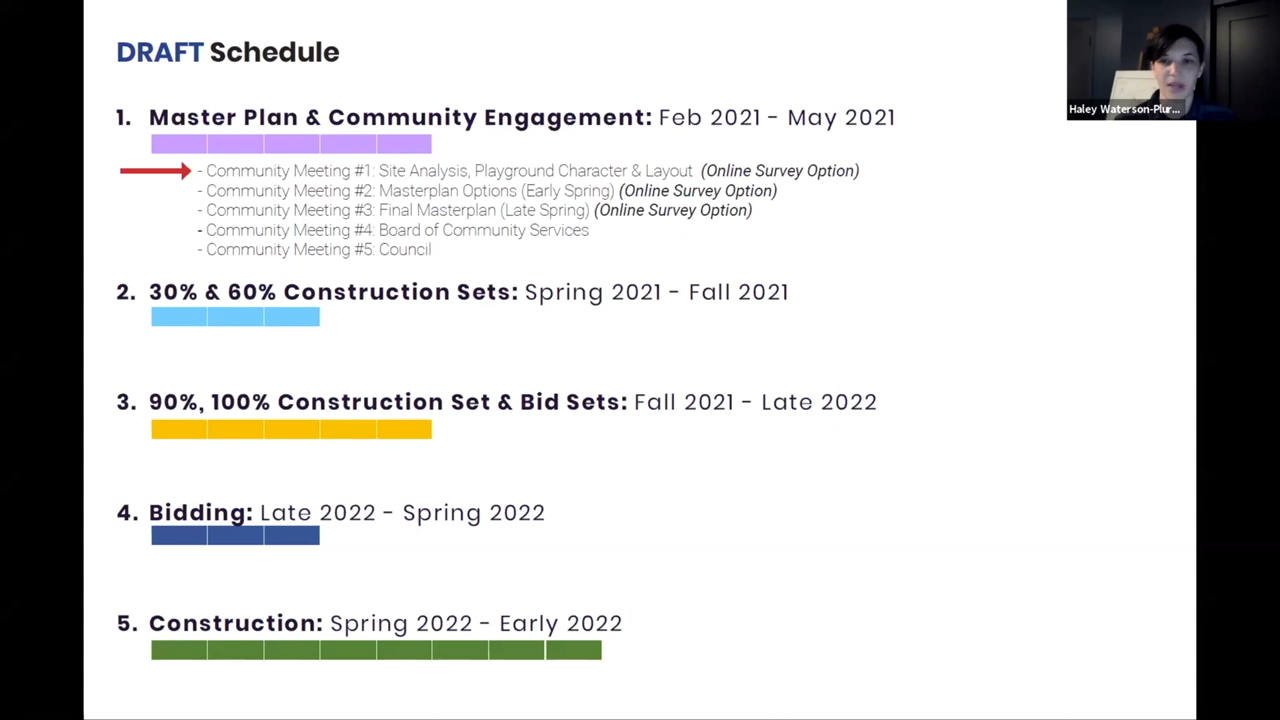 DRAFT Schedule
Haley Waterson-Plur...
1. Master Plan & Community Engagement: Feb 2021 - May 2021
- Community Meeting #1: Site Analysis, Playground Character & Layout (Online Survey Option)
- Community Meeting #2: Masterplan Options (Early Spring) (Online Survey Option)
- Community Meeting #3: Final Masterplan (Late Spring) (Online Survey Option)
- Community Meeting #4: Board of Community Services
- Community Meeting #5: Council
2. 30% & 60% Construction Sets: Spring 2021 - Fall 2021
3. 90%, 100% Construction Set & Bid Sets: Fall 2021 - Late 2022
4. Bidding: Late 2022 - Spring 2022
5. Construction: Spring 2022 - Early 2022